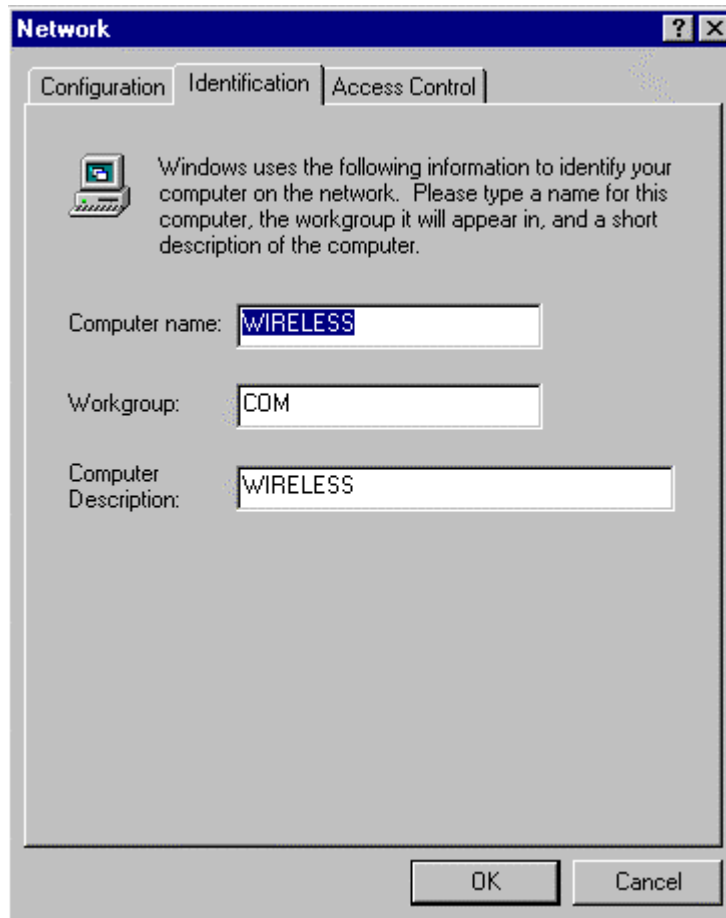 Network
Configuration Identification Access Control
Windows uses the following information to identify your
computer on the network. Please type a name for this
computer, the workgroup it will appear in, and a short
description of the computer.
Computer name: WIRELESS
Workgroup: COM
Computer
Description: WIRELESS
OK Cancel